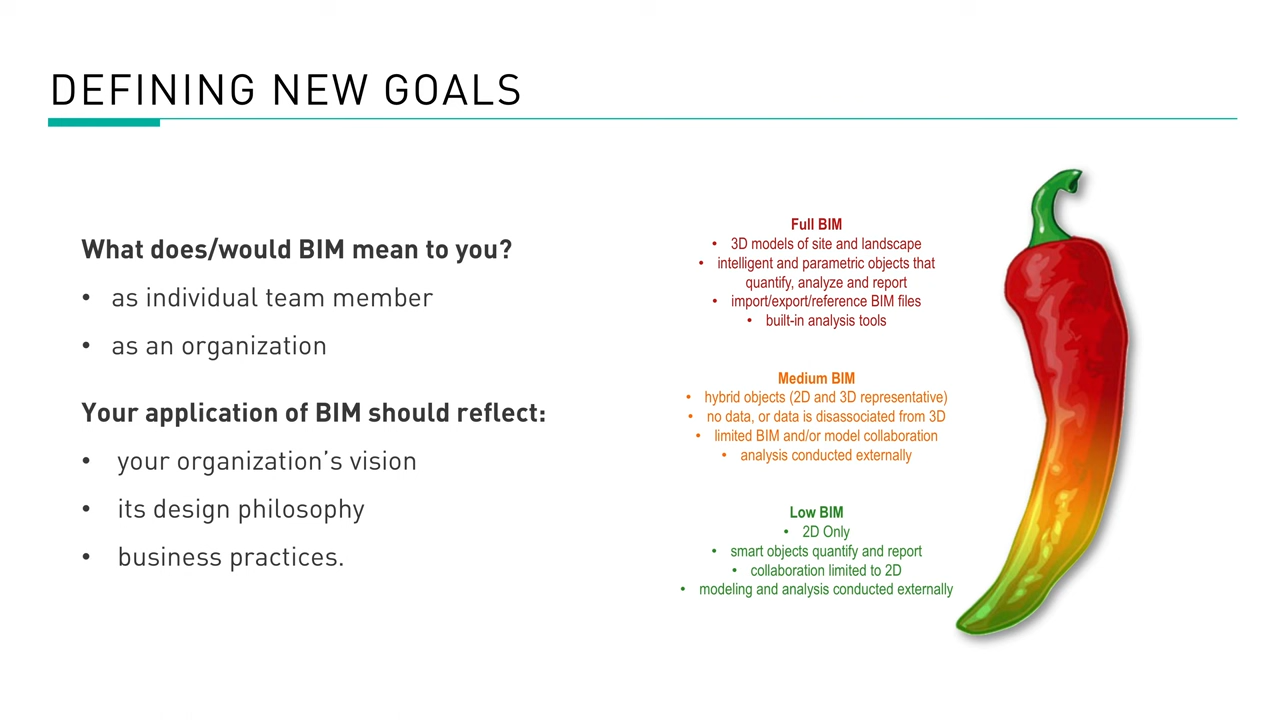 DEFINING NEW GOALS
What does/would BIM mean to you?
• as individual team member
• as an organization
Your application of BIM should reflect:
• your organization’s vision
• its design philosophy
• business practices.
Full BIM
• 3D models of site and landscape
• intelligent and parametric objects that
quantify, analyze and report
• import/export/reference BIM files
• built-in analysis tools
Medium BIM
• hybrid objects (2D and 3D representative)
• no data, or data is disassociated from 3D
• limited BIM and/or model collaboration
• analysis conducted externally
Low BIM
• 2D Only
• smart objects quantify and report
• collaboration limited to 2D
• modeling and analysis conducted externally